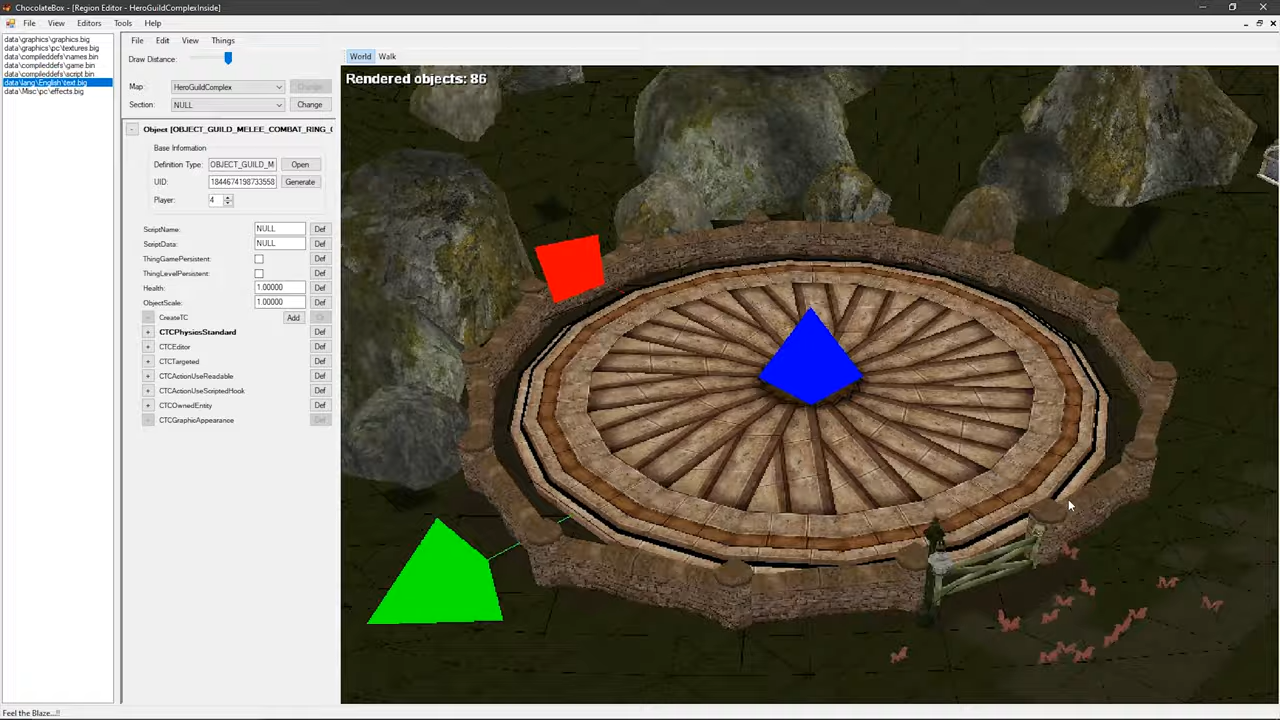 ChocolateBox - [Region Editor - HeroGuildComplexInside]
File View Editors Tools Help
data\graphics\graphics.big
data\graphics\pc\textures.big
data\compileddefs\names.bin
data\compileddefs\game.bin
data\compileddefs\script.bin
data\lang\English\text.big
data\Misc\pc\effects.big
File Edit View Things
Draw Distance:
Map: HeroGuildComplex Change
Section: NULL Change
World Walk
Rendered objects: 86
- Object [OBJECT_GUILD_MELEE_COMBAT_RING_0
Base Information
Definition Type: OBJECT_GUILD_M Open
UID: 1844674198733558 Generate
Player: 4
ScriptName: NULL Def
ScriptData: NULL Def
ThingGamePersistent: Def
ThingLevelPersistent: Def
Health: 1.00000 Def
ObjectScale: 1.00000 Def
- CreateTC Add
+ CTCPhysicsStandard Def
+ CTCEditor Def
+ CTCTargeted Def
+ CTCActionUseReadable Def
+ CTCActionUseScriptedHook Def
+ CTCOwnedEntity Def
- CTCGraphicAppearance Def
Feel the Blaze...!!